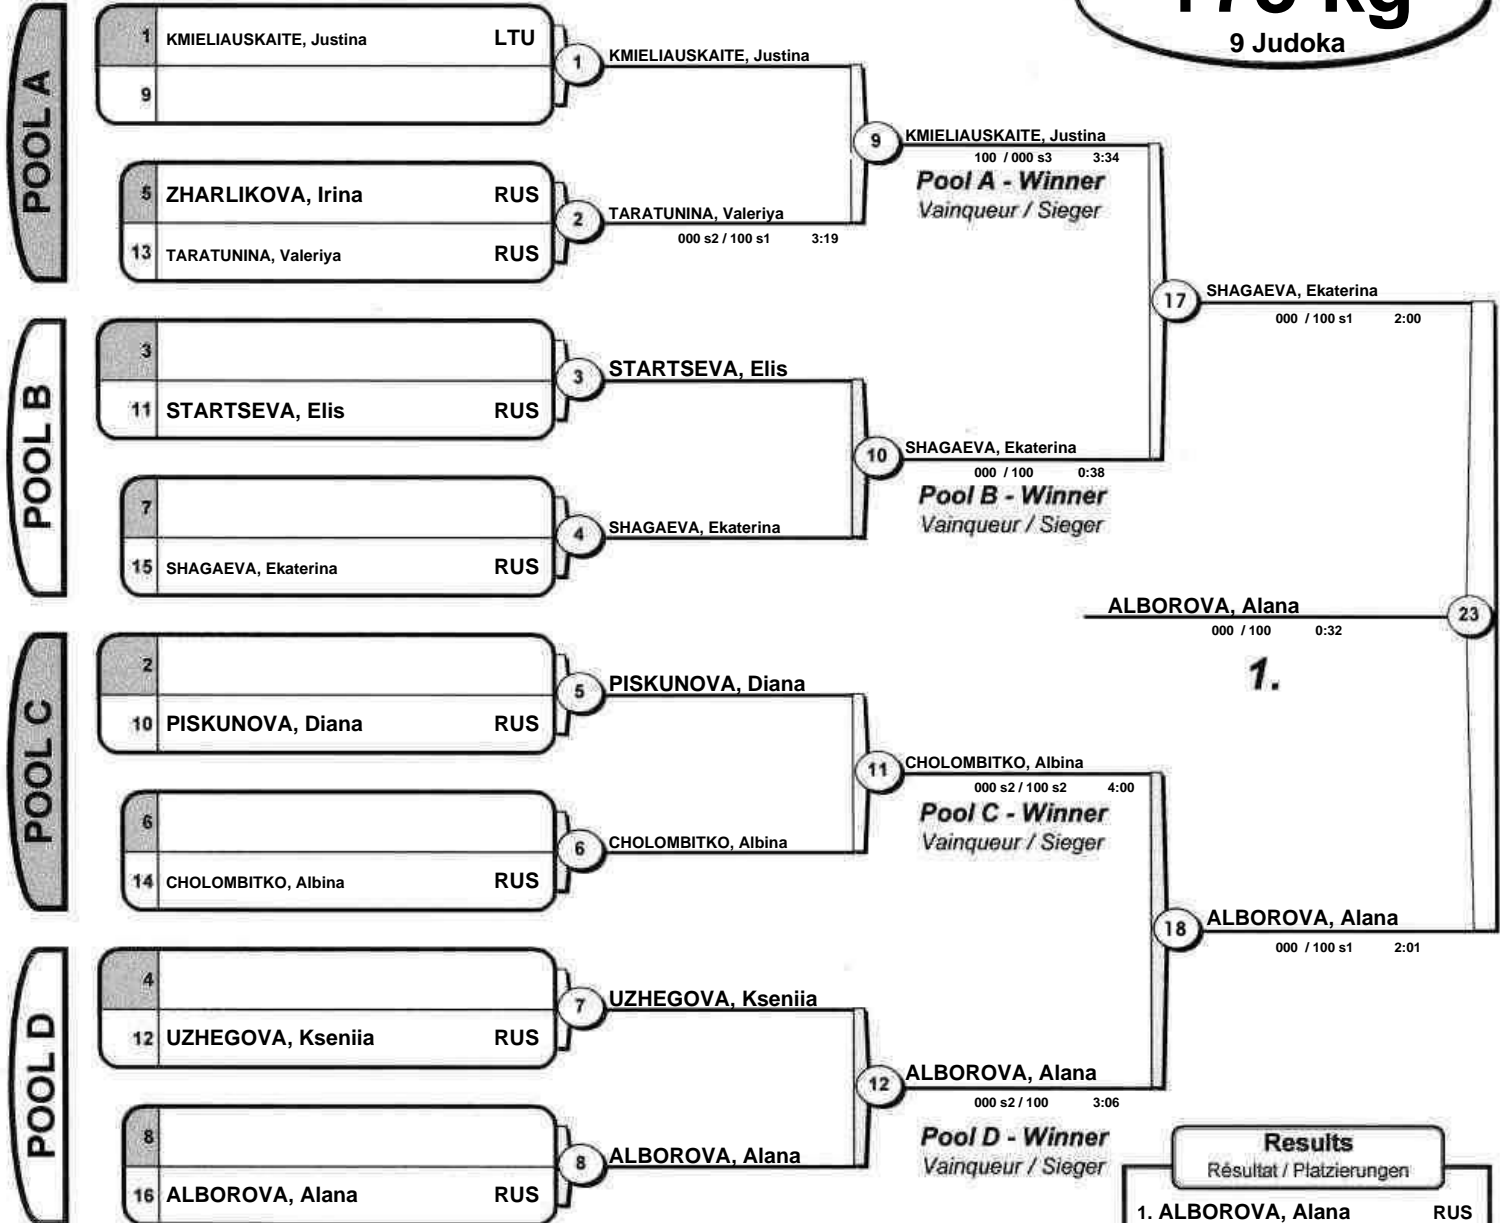 9 Judoka
POOL A
1 KMIELIAUSKAITE, Justina LTU
9
1 KMIELIAUSKAITE, Justina
5 ZHARLIKOVA, Irina RUS
13 TARATUNINA, Valeriya RUS
2 TARATUNINA, Valeriya
000 s2 / 100 s1 3:19
9 KMIELIAUSKAITE, Justina
100 / 000 s3 3:34
Pool A - Winner
Vainqueur / Sieger
17 SHAGAEVA, Ekaterina
000 / 100 s1 2:00
POOL B
3
11 STARTSEVA, Elis RUS
3 STARTSEVA, Elis
7
15 SHAGAEVA, Ekaterina RUS
4 SHAGAEVA, Ekaterina
10 SHAGAEVA, Ekaterina
000 / 100 0:38
Pool B - Winner
Vainqueur / Sieger
ALBOROVA, Alana 23
000 / 100 0:32
1.
POOL C
2
10 PISKUNOVA, Diana RUS
5 PISKUNOVA, Diana
6
14 CHOLOMBITKO, Albina RUS
6 CHOLOMBITKO, Albina
11 CHOLOMBITKO, Albina
000 s2 / 100 s2 4:00
Pool C - Winner
Vainqueur / Sieger
18 ALBOROVA, Alana
000 / 100 s1 2:01
POOL D
4
12 UZHEGOVA, Kseniia RUS
7 UZHEGOVA, Kseniia
8
16 ALBOROVA, Alana RUS
8 ALBOROVA, Alana
12 ALBOROVA, Alana
000 s2 / 100 3:06
Pool D - Winner
Vainqueur / Sieger
Results
Résultat / Platzierungen
1. ALBOROVA, Alana RUS